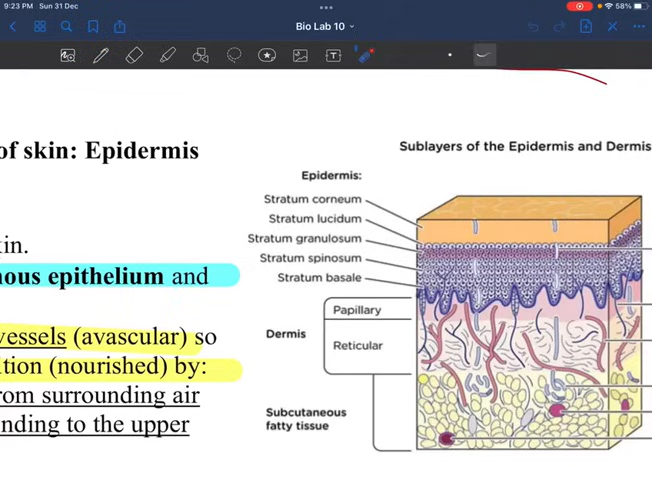 9:23 PM Sun 31 Dec
58%
Bio Lab 10
of skin: Epidermis
kin.
nous epithelium and
vessels (avascular) so
ition (nourished) by:
rom surrounding air
nding to the upper
Sublayers of the Epidermis and Dermis
Epidermis:
Stratum corneum
Stratum lucidum
Stratum granulosum
Stratum spinosum
Stratum basale
Papillary
Dermis
Reticular
Subcutaneous
fatty tissue